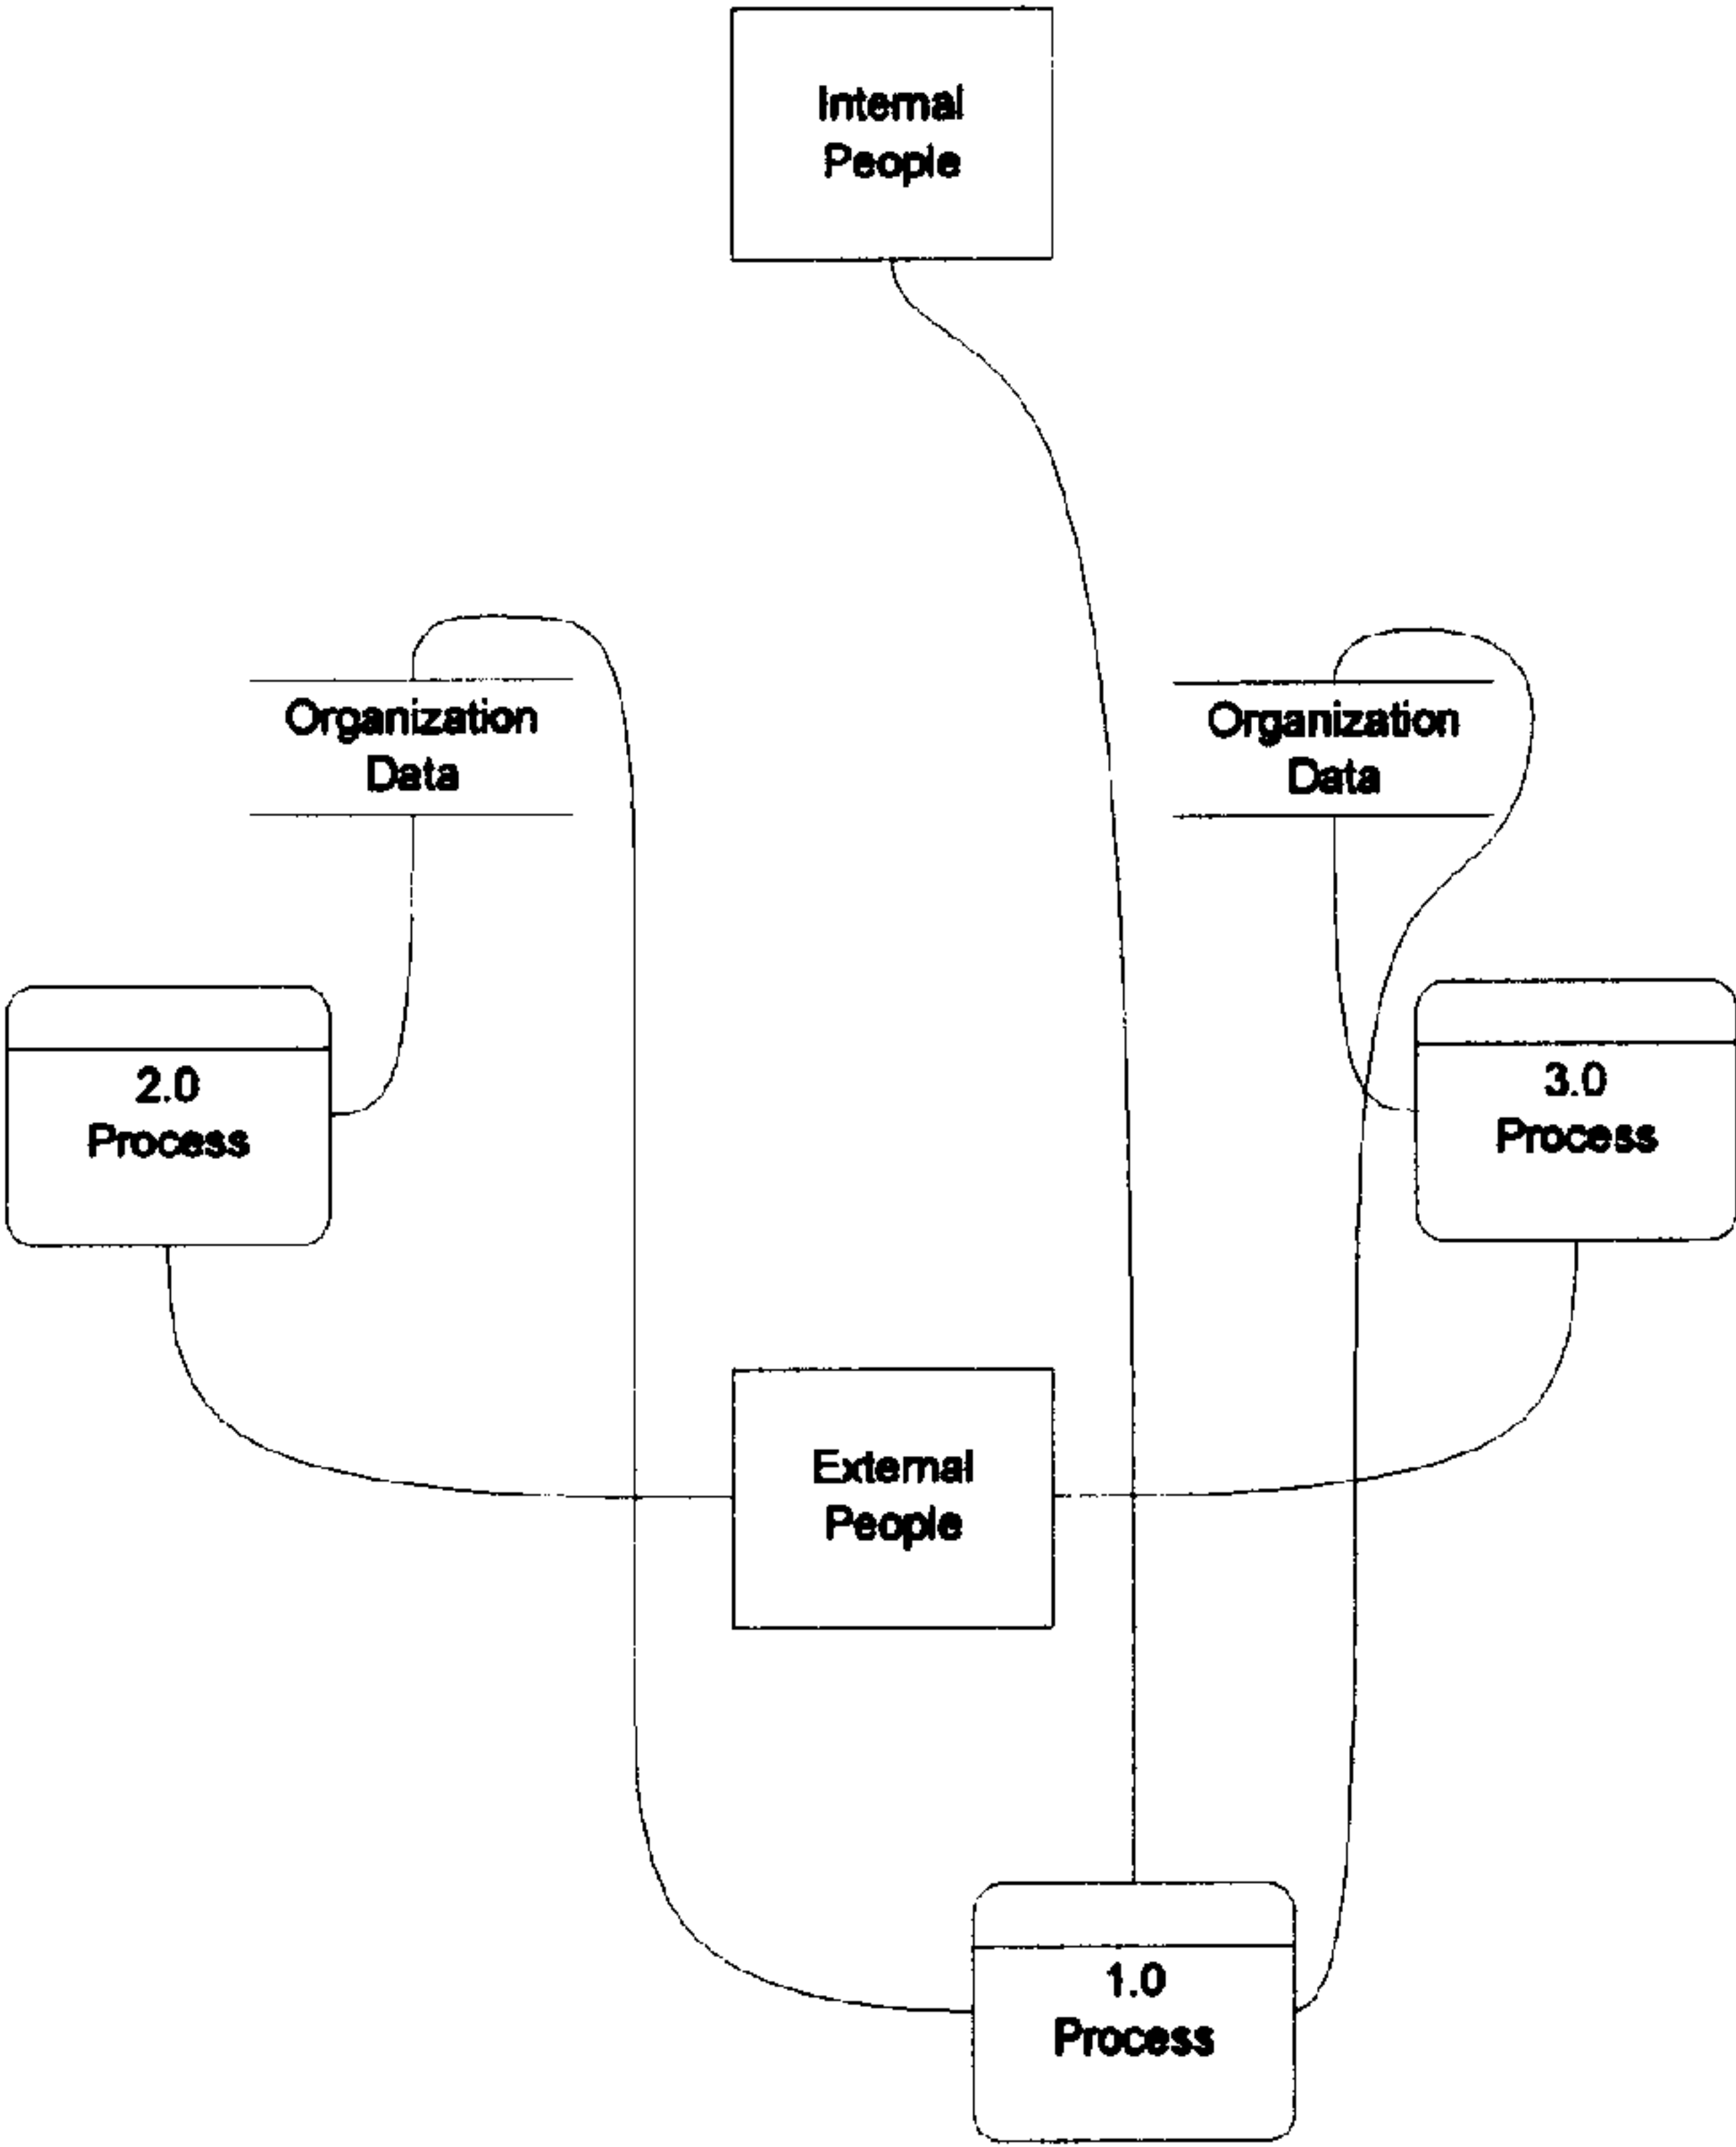 Internal
People
Organization
Data
Organization
Data
2.0
Process
3.0
Process
External
People
1.0
Process